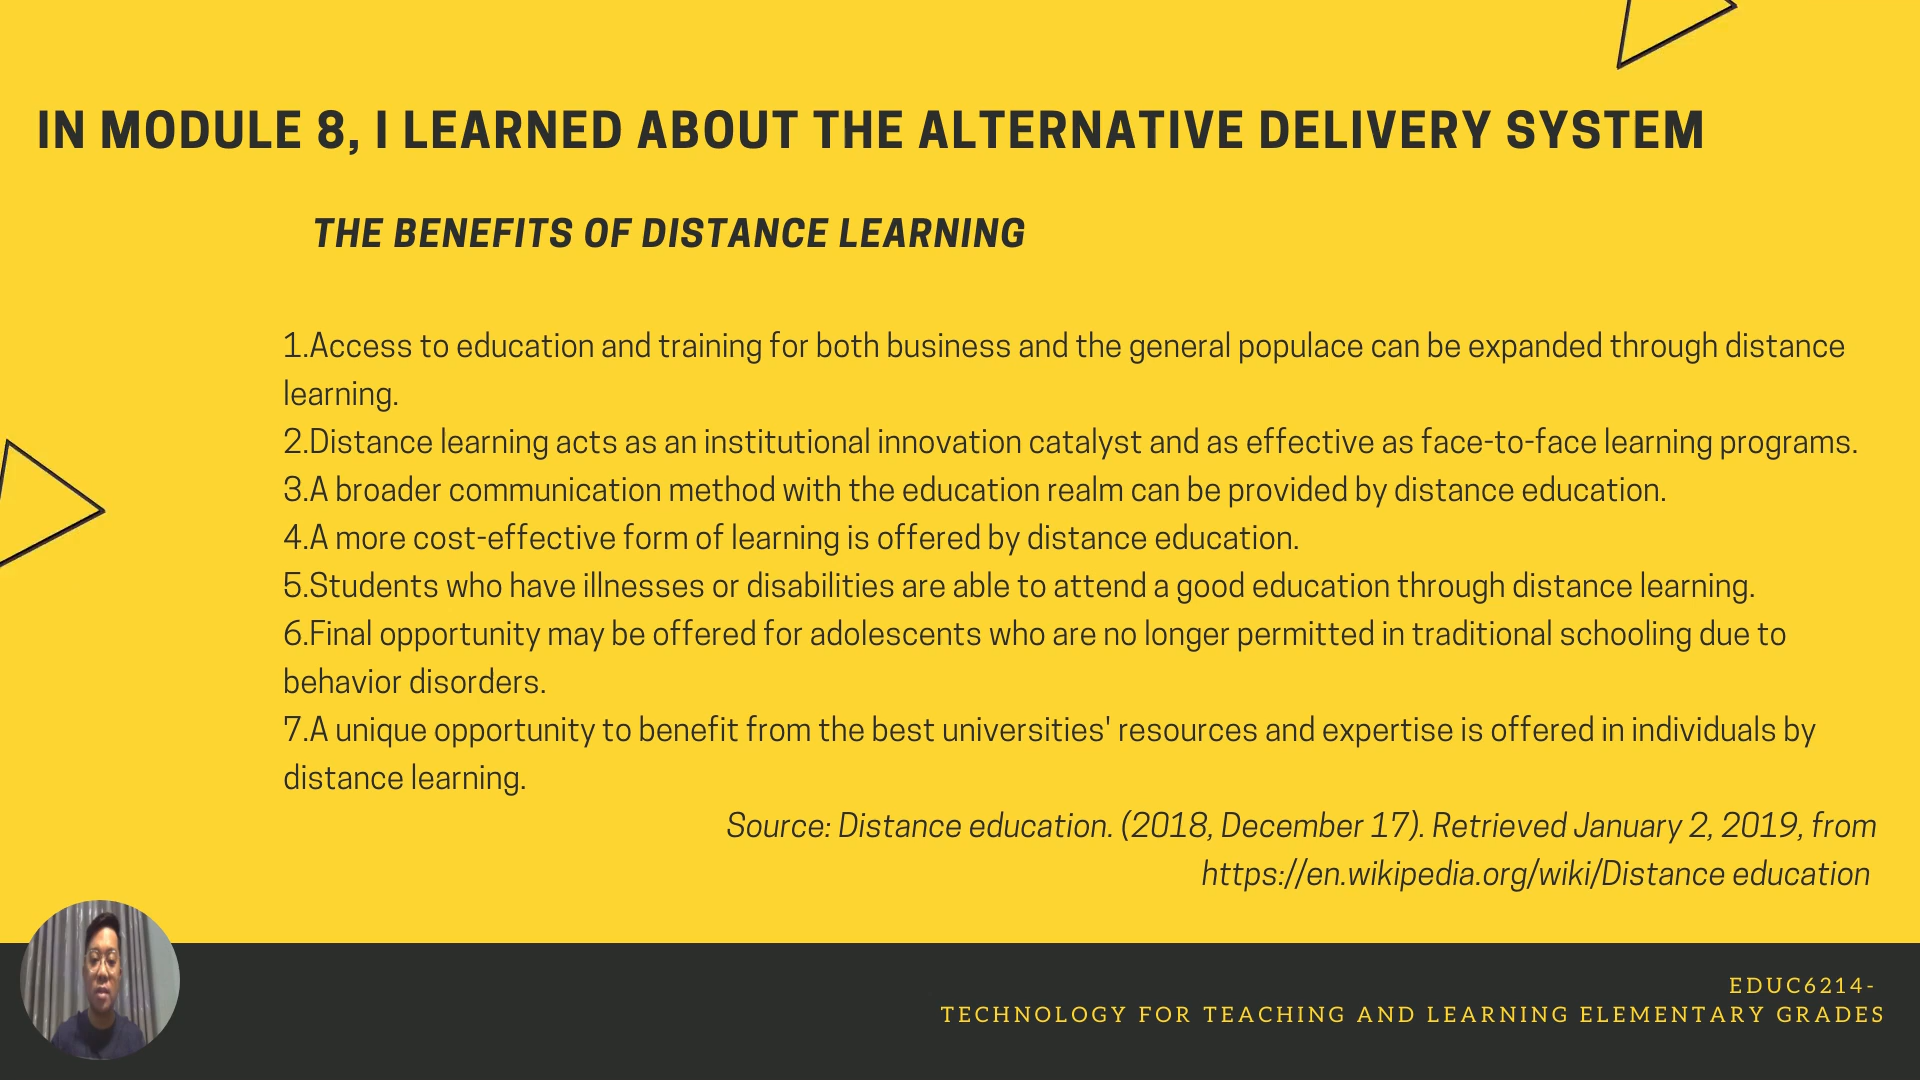 IN MODULE 8, I LEARNED ABOUT THE ALTERNATIVE DELIVERY SYSTEM
THE BENEFITS OF DISTANCE LEARNING
1.Access to education and training for both business and the general populace can be expanded through distance
learning.
2.Distance learning acts as an institutional innovation catalyst and as effective as face-to-face learning programs.
3.A broader communication method with the education realm can be provided by distance education.
4.A more cost-effective form of learning is offered by distance education.
5.Students who have illnesses or disabilities are able to attend a good education through distance learning.
6.Final opportunity may be offered for adolescents who are no longer permitted in traditional schooling due to
behavior disorders.
7.A unique opportunity to benefit from the best universities' resources and expertise is offered in individuals by
distance learning.
Source: Distance education. (2018, December 17). Retrieved January 2, 2019, from
https://en.wikipedia.org/wiki/Distance education
EDUC6214-
TECHNOLOGY FOR TEACHING AND LEARNING ELEMENTARY GRADES